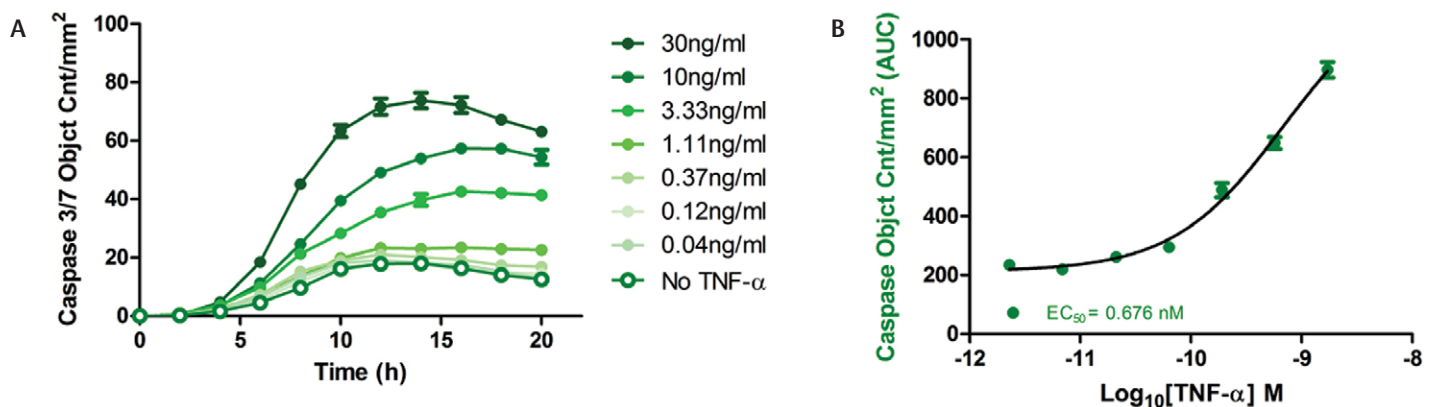 A
Caspase 3/7 Objct Cnt/mm²
100
80
60
40
20
0
0
5
10
15
20
Time (h)
30ng/ml
10ng/ml
3.33ng/ml
1.11ng/ml
0.37ng/ml
0.12ng/ml
0.04ng/ml
No TNF-α
B
Caspase Objct Cnt/mm² (AUC)
1000
800
600
400
200
0
EC₅₀ = 0.676 nM
-12
-11
-10
-9
-8
Log₁₀[TNF-α] M